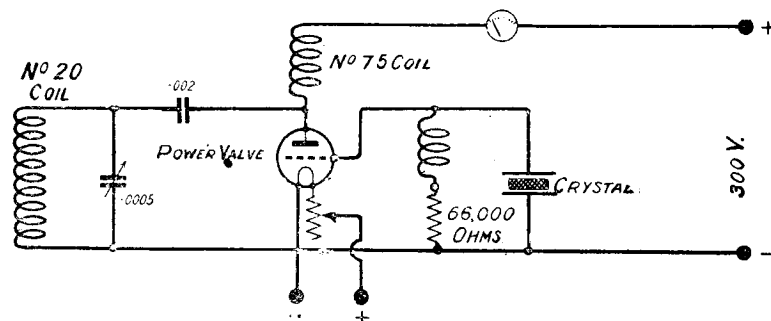 Nº 20
COIL
.002
Nº 75 COIL
+
POWER VALVE
.0005
66,000
OHMS
CRYSTAL
300 V.
-
- +